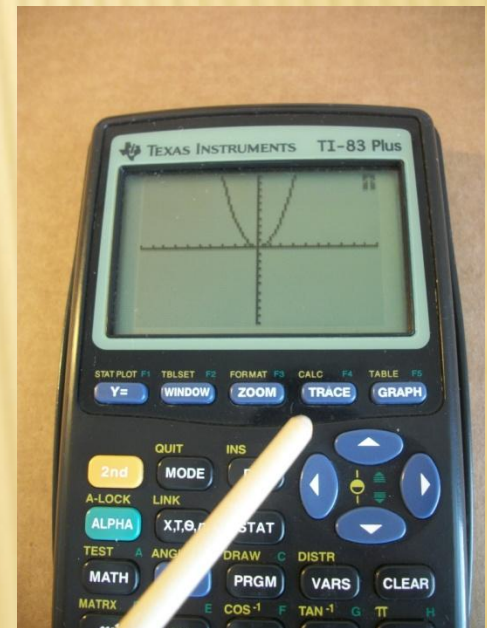 TEXAS INSTRUMENTS TI-83 Plus
STAT PLOT F1 TBLSET F2 FORMAT F3 CALC F4 TABLE F5
Y= WINDOW ZOOM TRACE GRAPH
QUIT INS
2nd MODE
A-LOCK LINK
ALPHA X,T,Θ, STAT
TEST A DRAW C DISTR
MATH PRGM VARS CLEAR
MATRX E COS-1 F TAN-1 G π H